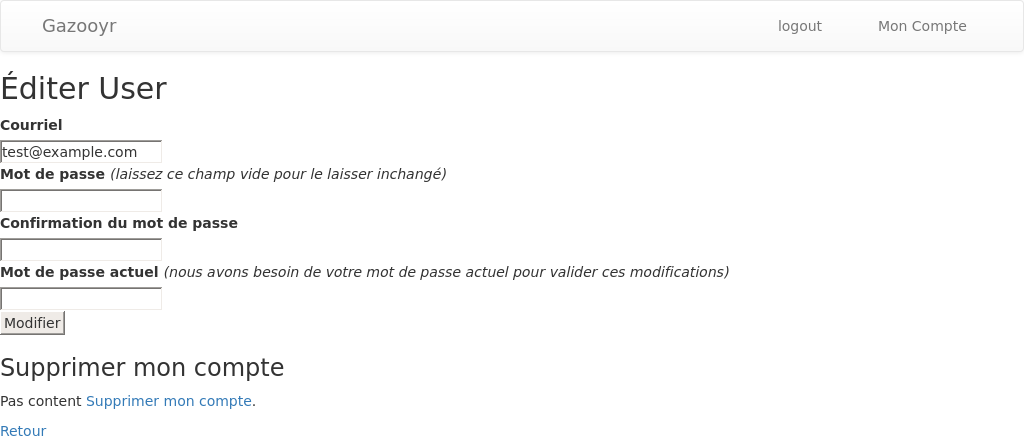 Gazooyr logout Mon Compte
Éditer User
Courriel
test@example.com
Mot de passe (laissez ce champ vide pour le laisser inchangé)
Confirmation du mot de passe
Mot de passe actuel (nous avons besoin de votre mot de passe actuel pour valider ces modifications)
Modifier
Supprimer mon compte
Pas content Supprimer mon compte.
Retour